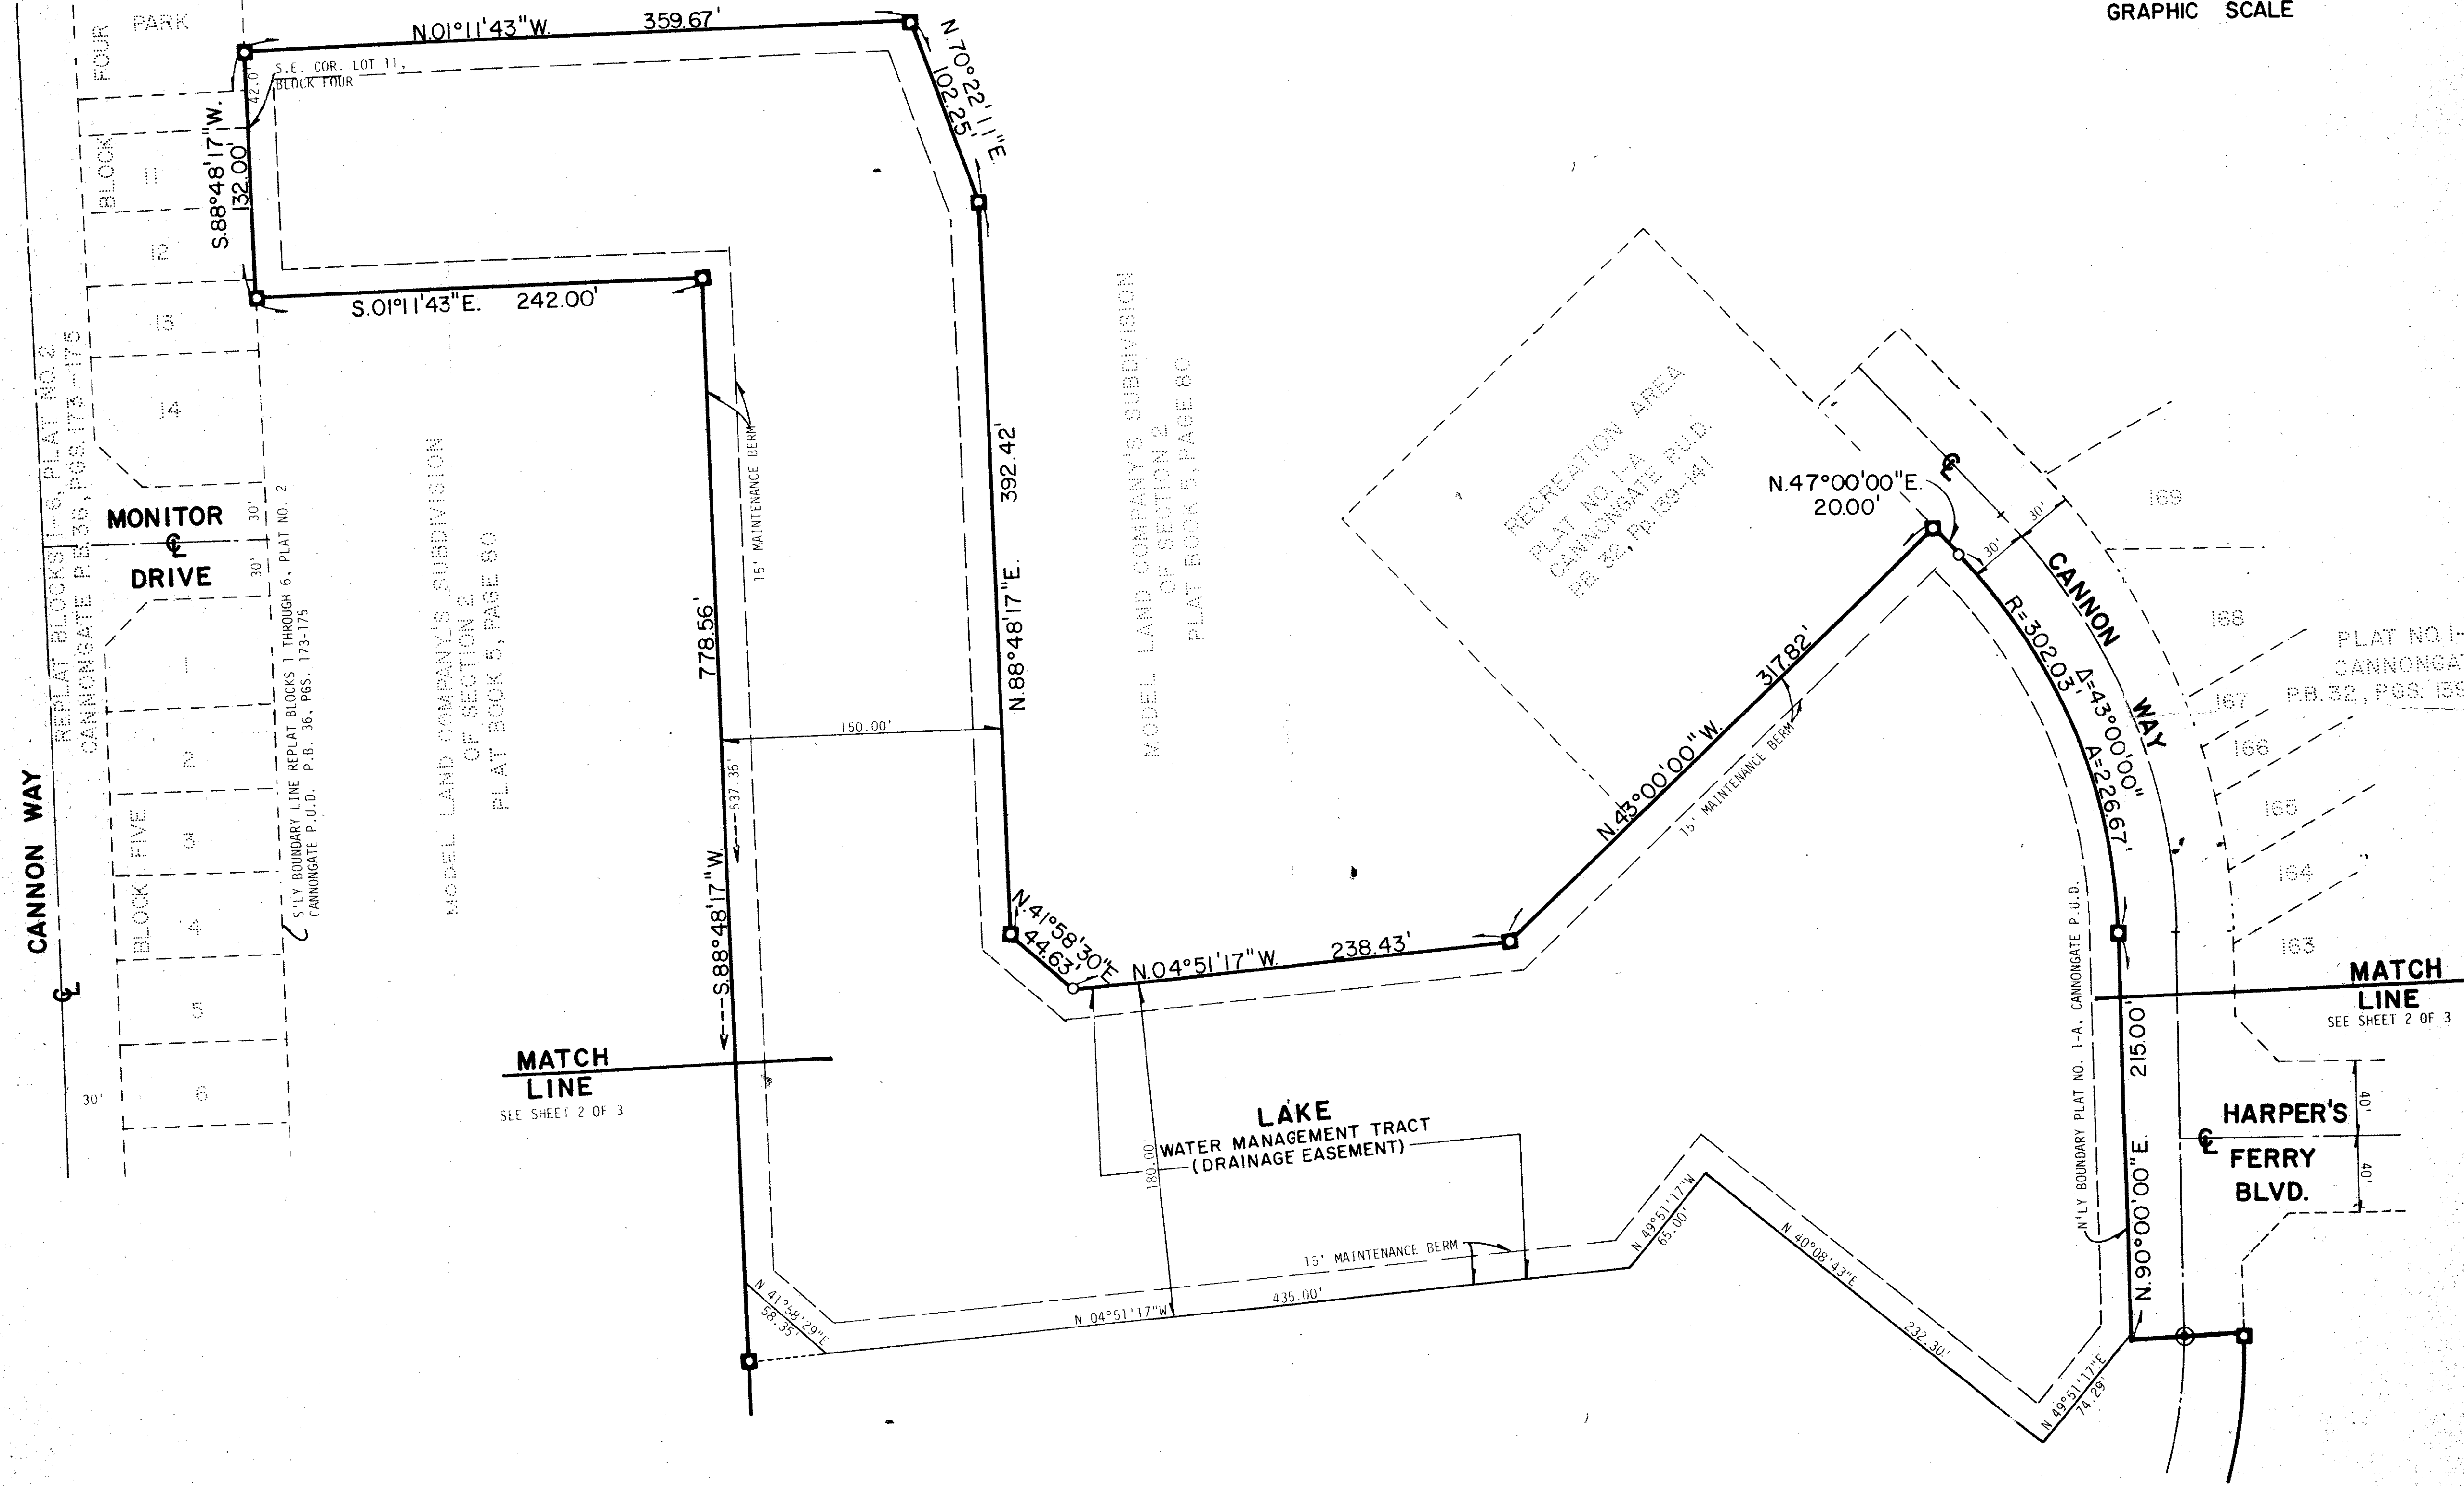 GRAPHIC SCALE
PARK
FOUR
N.01°11'43"W. 359.67'
S.E. COR. LOT 11,
BLOCK FOUR
42.0'
S.88°48'17"W.
132.00'
N.70°22'11"E.
102.25'
BLOCK
11
12
13
14
S.01°11'43"E. 242.00'
REPLAT BLOCKS 1-6, PLAT NO. 2
CANNONGATE P.B.36, PGS.173-175
MONITOR
℄
DRIVE
30'
30'
S'LY BOUNDARY LINE REPLAT BLOCKS 1 THROUGH 6, PLAT NO. 2
CANNONGATE P.U.D. P.B. 36, PGS. 173-175
MODEL LAND COMPANY'S SUBDIVISION
OF SECTION 2
PLAT BOOK 5, PAGE 80
15' MAINTENANCE BERM
778.56'
S.88°48'17"W.
537.36'
150.00'
392.42'
N.88°48'17"E.
MODEL LAND COMPANY'S SUBDIVISION
OF SECTION 2
PLAT BOOK 5, PAGE 80
RECREATION AREA
PLAT NO. 1-A
CANNONGATE P.U.D.
P.B. 32, Pp. 139-141
N.47°00'00"E.
20.00'
℄
30'
30'
CANNON WAY
R=302.03'
Δ=43°00'00"
A=226.67'
169
168
167
166
165
164
163
PLAT NO. 1-
CANNONGA
P.B. 32, PGS. 139
317.82'
N.43°00'00"W.
15' MAINTENANCE BERM
N.41°58'30"E
44.63'
N.04°51'17"W. 238.43'
CANNON WAY
℄
BLOCK FIVE
1
2
3
4
5
6
30'
MATCH
LINE
SEE SHEET 2 OF 3
MATCH
LINE
SEE SHEET 2 OF 3
N'LY BOUNDARY PLAT NO. 1-A, CANNONGATE P.U.D.
215.00'
N.90°00'00"E.
HARPER'S
℄
FERRY
BLVD.
40'
40'
LAKE
WATER MANAGEMENT TRACT
(DRAINAGE EASEMENT)
180.00'
15' MAINTENANCE BERM
N 41°58'29"E
58.35'
N 04°51'17"W 435.00'
N 49°51'17"W
65.00'
N 40°08'43"E
232.30'
N 49°51'17"E
74.29'